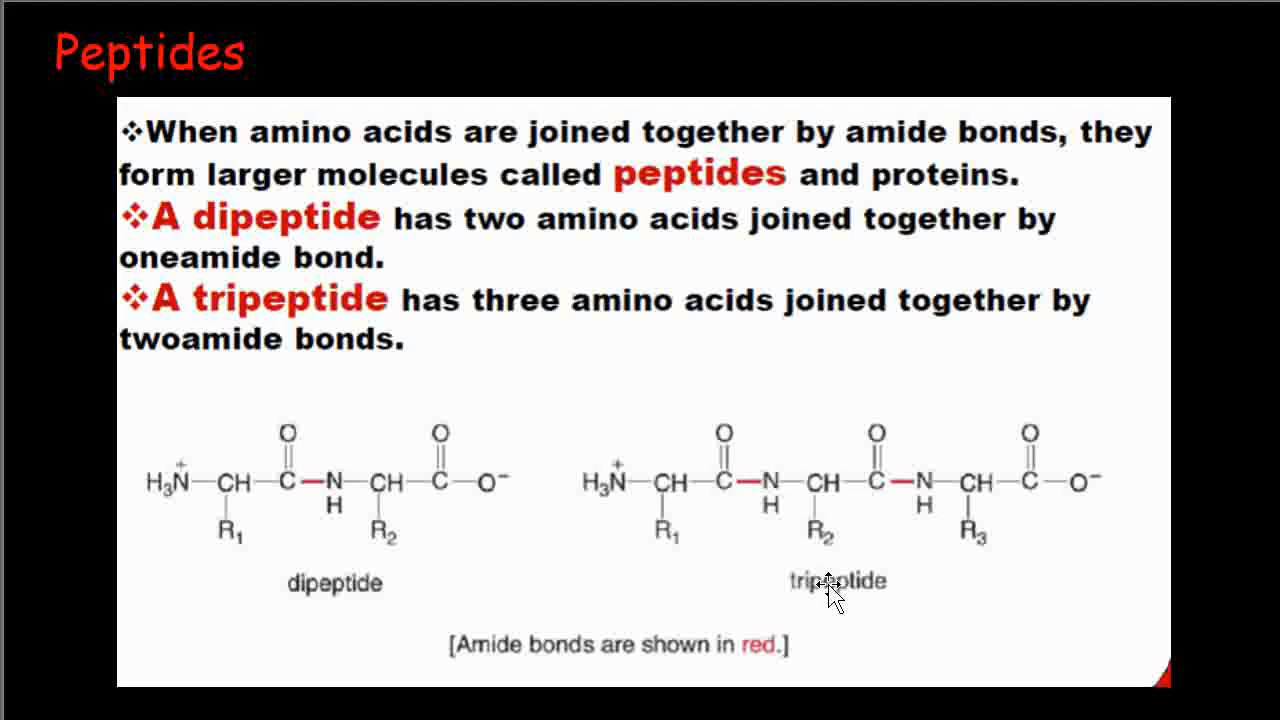 Peptides
❖When amino acids are joined together by amide bonds, they
form larger molecules called peptides and proteins.
❖A dipeptide has two amino acids joined together by
oneamide bond.
❖A tripeptide has three amino acids joined together by
twoamide bonds.
O O O O O
H₃N⁺—CH—C—N—CH—C—O⁻ H₃N⁺—CH—C—N—CH—C—N—CH—C—O⁻
H H H
R₁ R₂ R₁ R₂ R₃
dipeptide tripeptide
[Amide bonds are shown in red.]